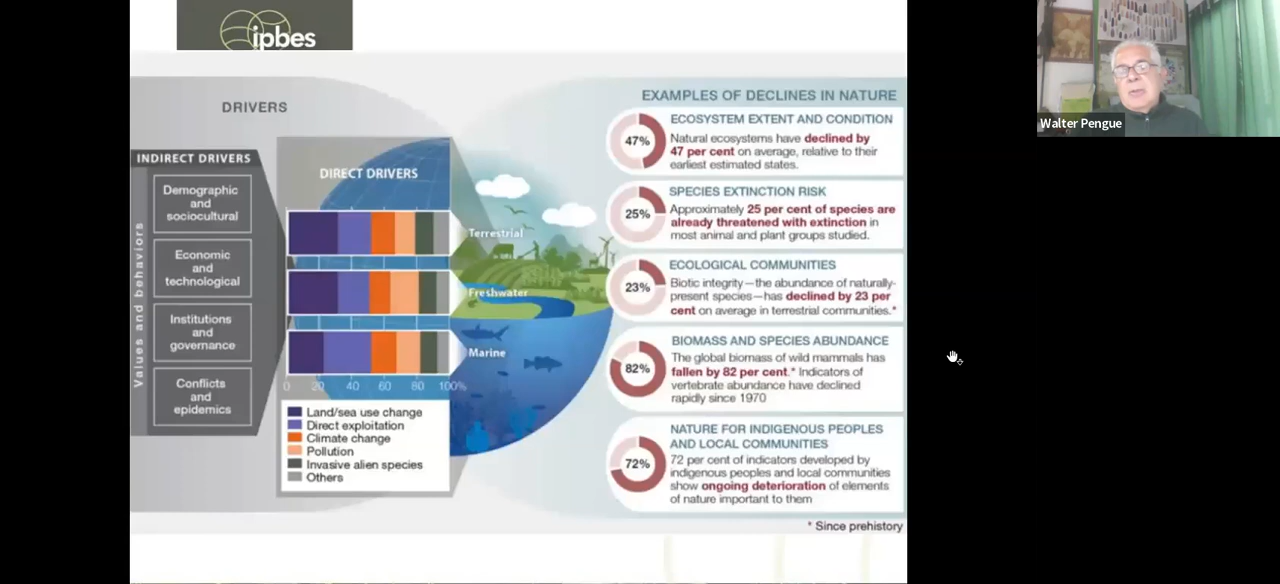 ipbes
Walter Pengue
DRIVERS
INDIRECT DRIVERS
Values and behaviors
Demographic
and
sociocultural
Economic
and
technological
Institutions
and
governance
Conflicts
and
epidemics
DIRECT DRIVERS
Terrestrial
Freshwater
Marine
0 20 40 60 80 100%
Land/sea use change
Direct exploitation
Climate change
Pollution
Invasive alien species
Others
EXAMPLES OF DECLINES IN NATURE
47%
ECOSYSTEM EXTENT AND CONDITION
Natural ecosystems have declined by
47 per cent on average, relative to their
earliest estimated states.
25%
SPECIES EXTINCTION RISK
Approximately 25 per cent of species are
already threatened with extinction in
most animal and plant groups studied.
23%
ECOLOGICAL COMMUNITIES
Biotic integrity—the abundance of naturally-
present species—has declined by 23 per
cent on average in terrestrial communities.*
82%
BIOMASS AND SPECIES ABUNDANCE
The global biomass of wild mammals has
fallen by 82 per cent.* Indicators of
vertebrate abundance have declined
rapidly since 1970
72%
NATURE FOR INDIGENOUS PEOPLES
AND LOCAL COMMUNITIES
72 per cent of indicators developed by
indigenous peoples and local communities
show ongoing deterioration of elements
of nature important to them
* Since prehistory